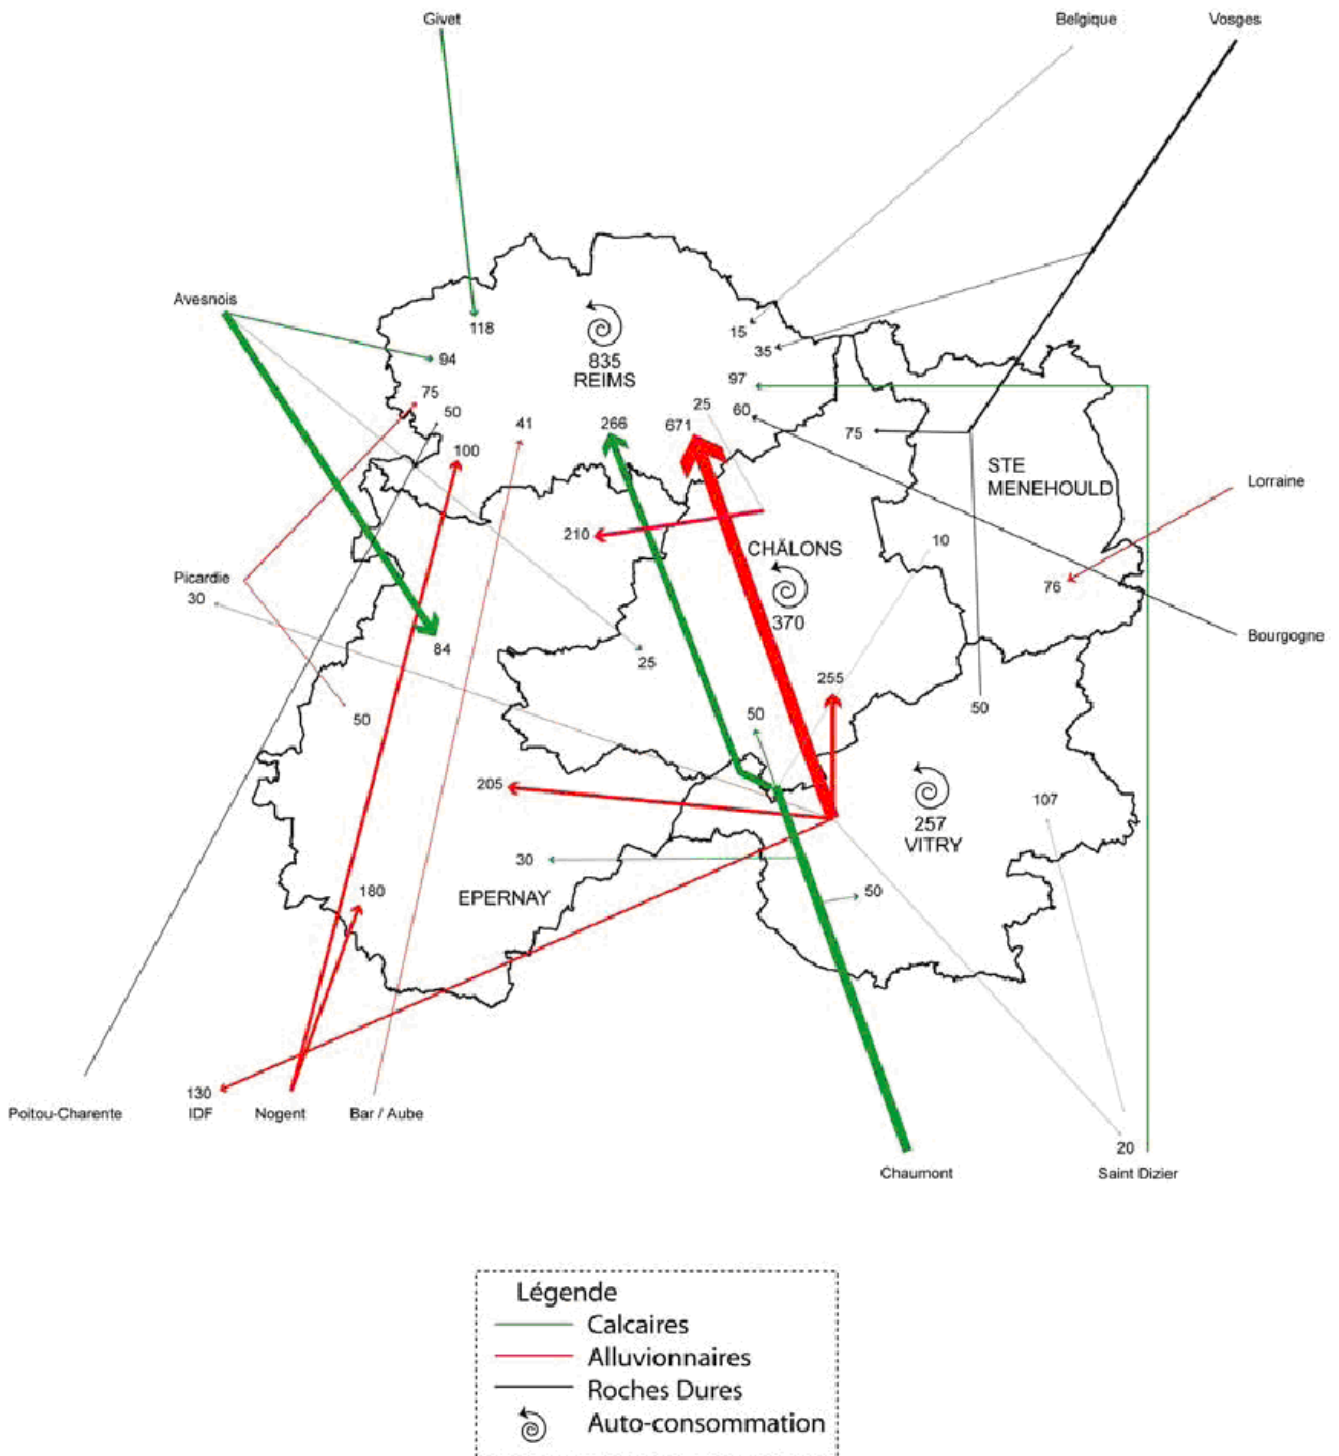 Givet
Belgique
Vosges
Avesnois
118
94
75
50
100
41
835
REIMS
266
671
25
15
35
97
60
75
STE
MENEHOULD
Lorraine
210
CHÂLONS
370
10
76
Picardie
30
Bourgogne
84
25
50
50
255
50
205
257
VITRY
107
30
50
180
EPERNAY
130
Poitou-Charente
IDF
Nogent
Bar / Aube
20
Chaumont
Saint Dizier
Légende
Calcaires
Alluvionnaires
Roches Dures
Auto-consommation